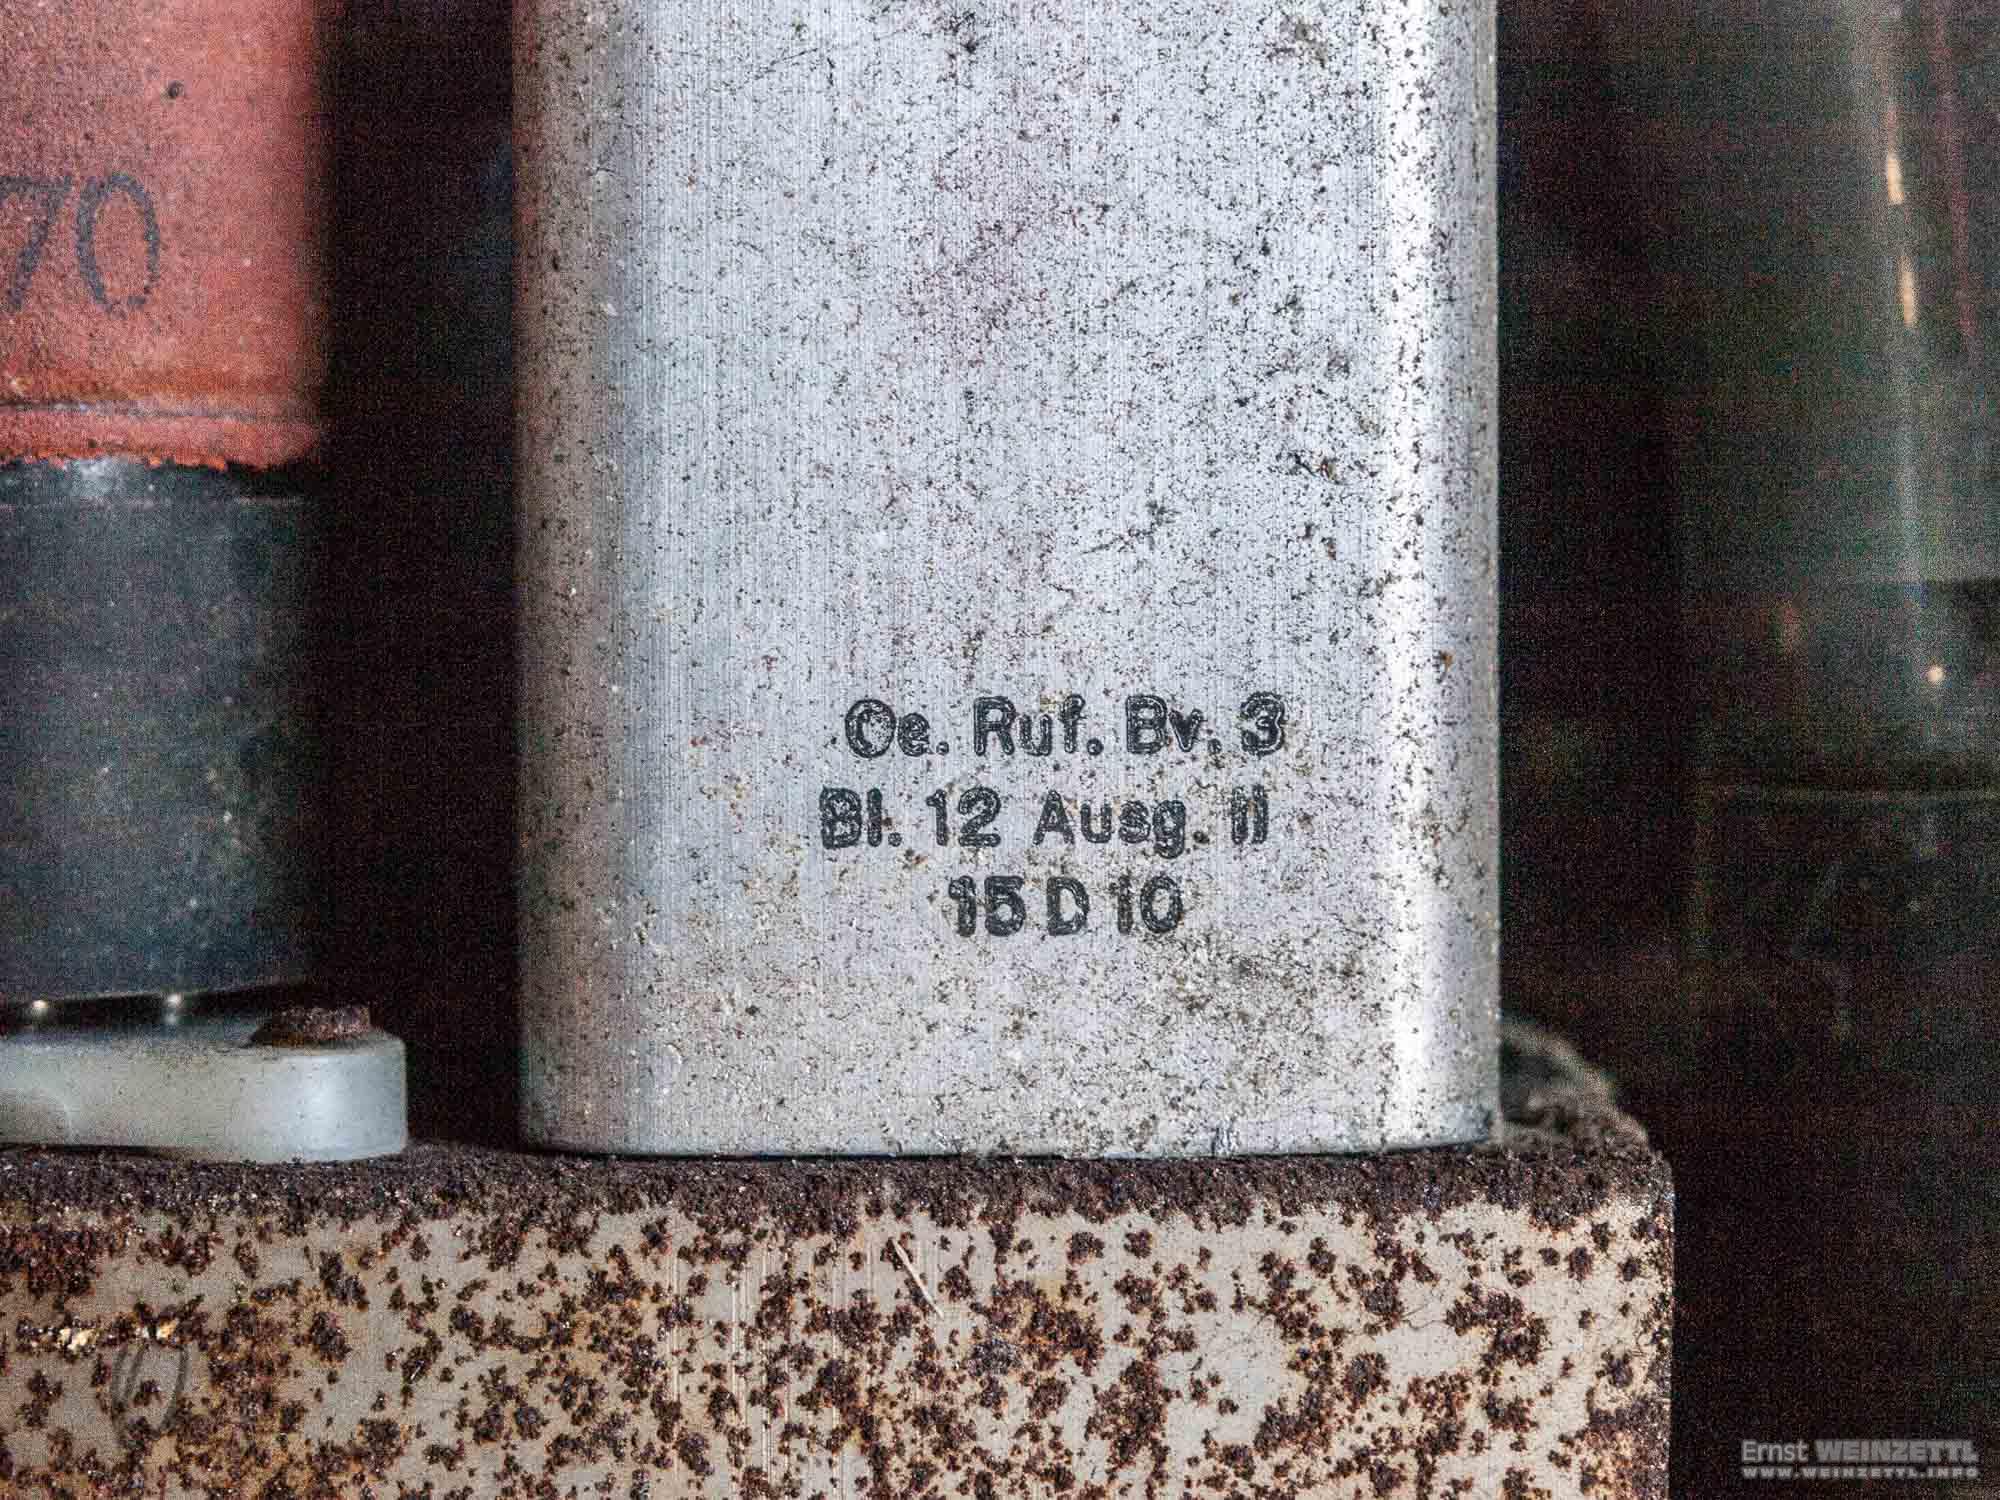 70
Oe. Ruf. Bv. 3
Bl. 12 Ausg. II
15 D 10
Ernst WEINZETTL
WWW.WEINZETTL.INFO